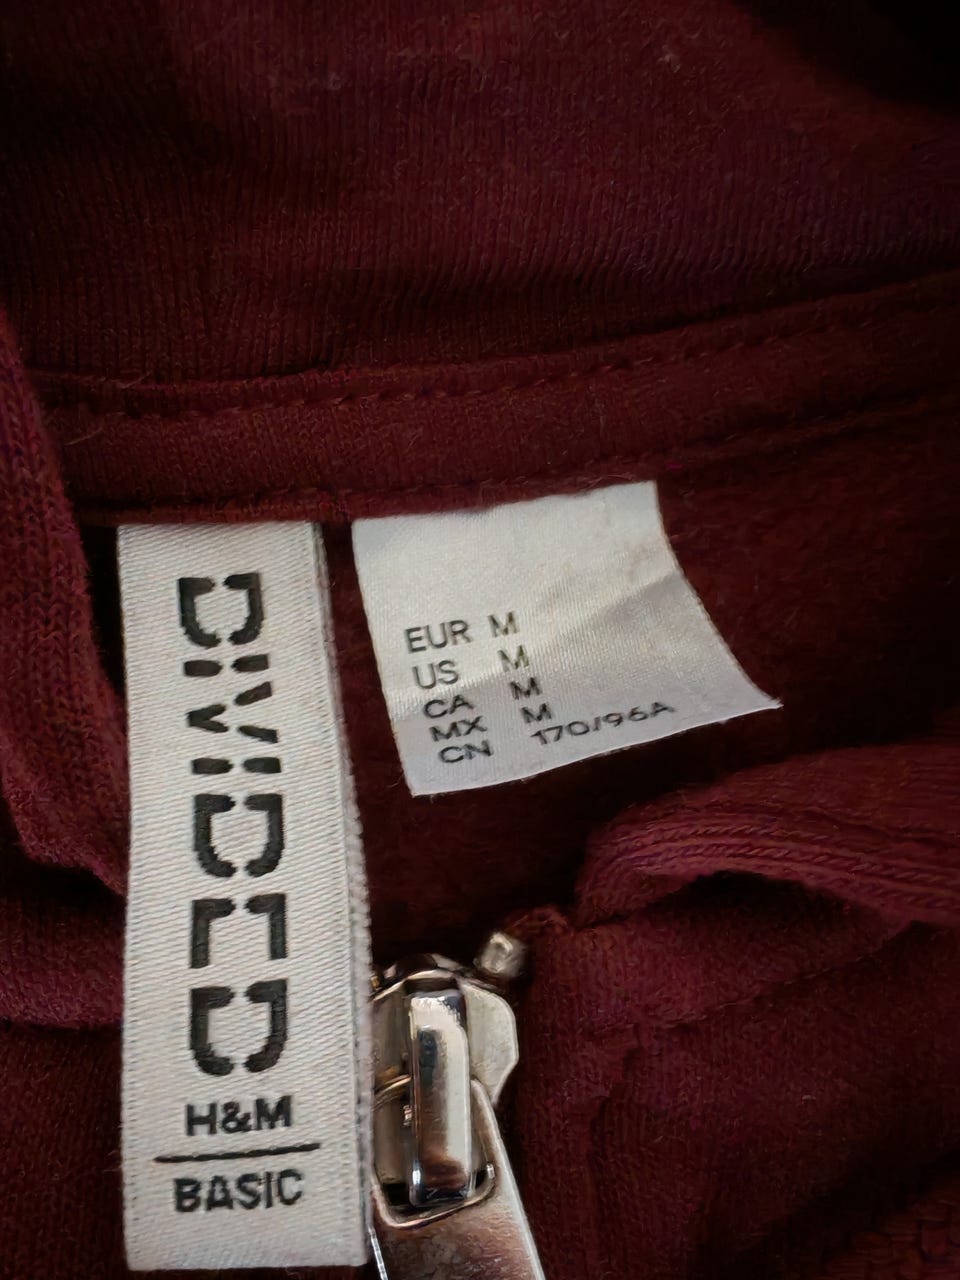 DIVIDED
H&M
BASIC
EUR M
US M
CA M
MX M
CN 170/96A